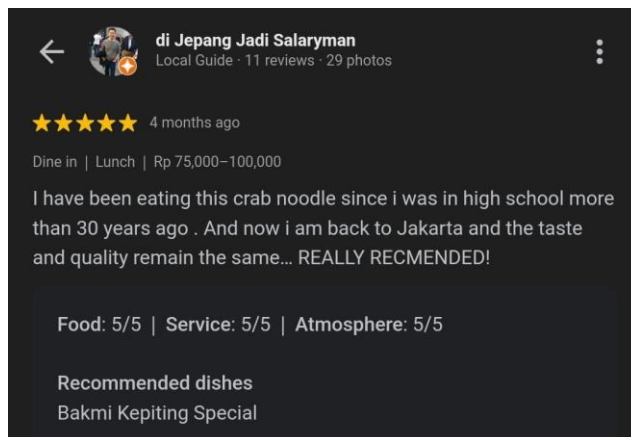 di Jepang Jadi Salaryman
Local Guide · 11 reviews · 29 photos
4 months ago
Dine in | Lunch | Rp 75,000–100,000
I have been eating this crab noodle since i was in high school more
than 30 years ago . And now i am back to Jakarta and the taste
and quality remain the same... REALLY RECMENDED!
Food: 5/5 | Service: 5/5 | Atmosphere: 5/5
Recommended dishes
Bakmi Kepiting Special